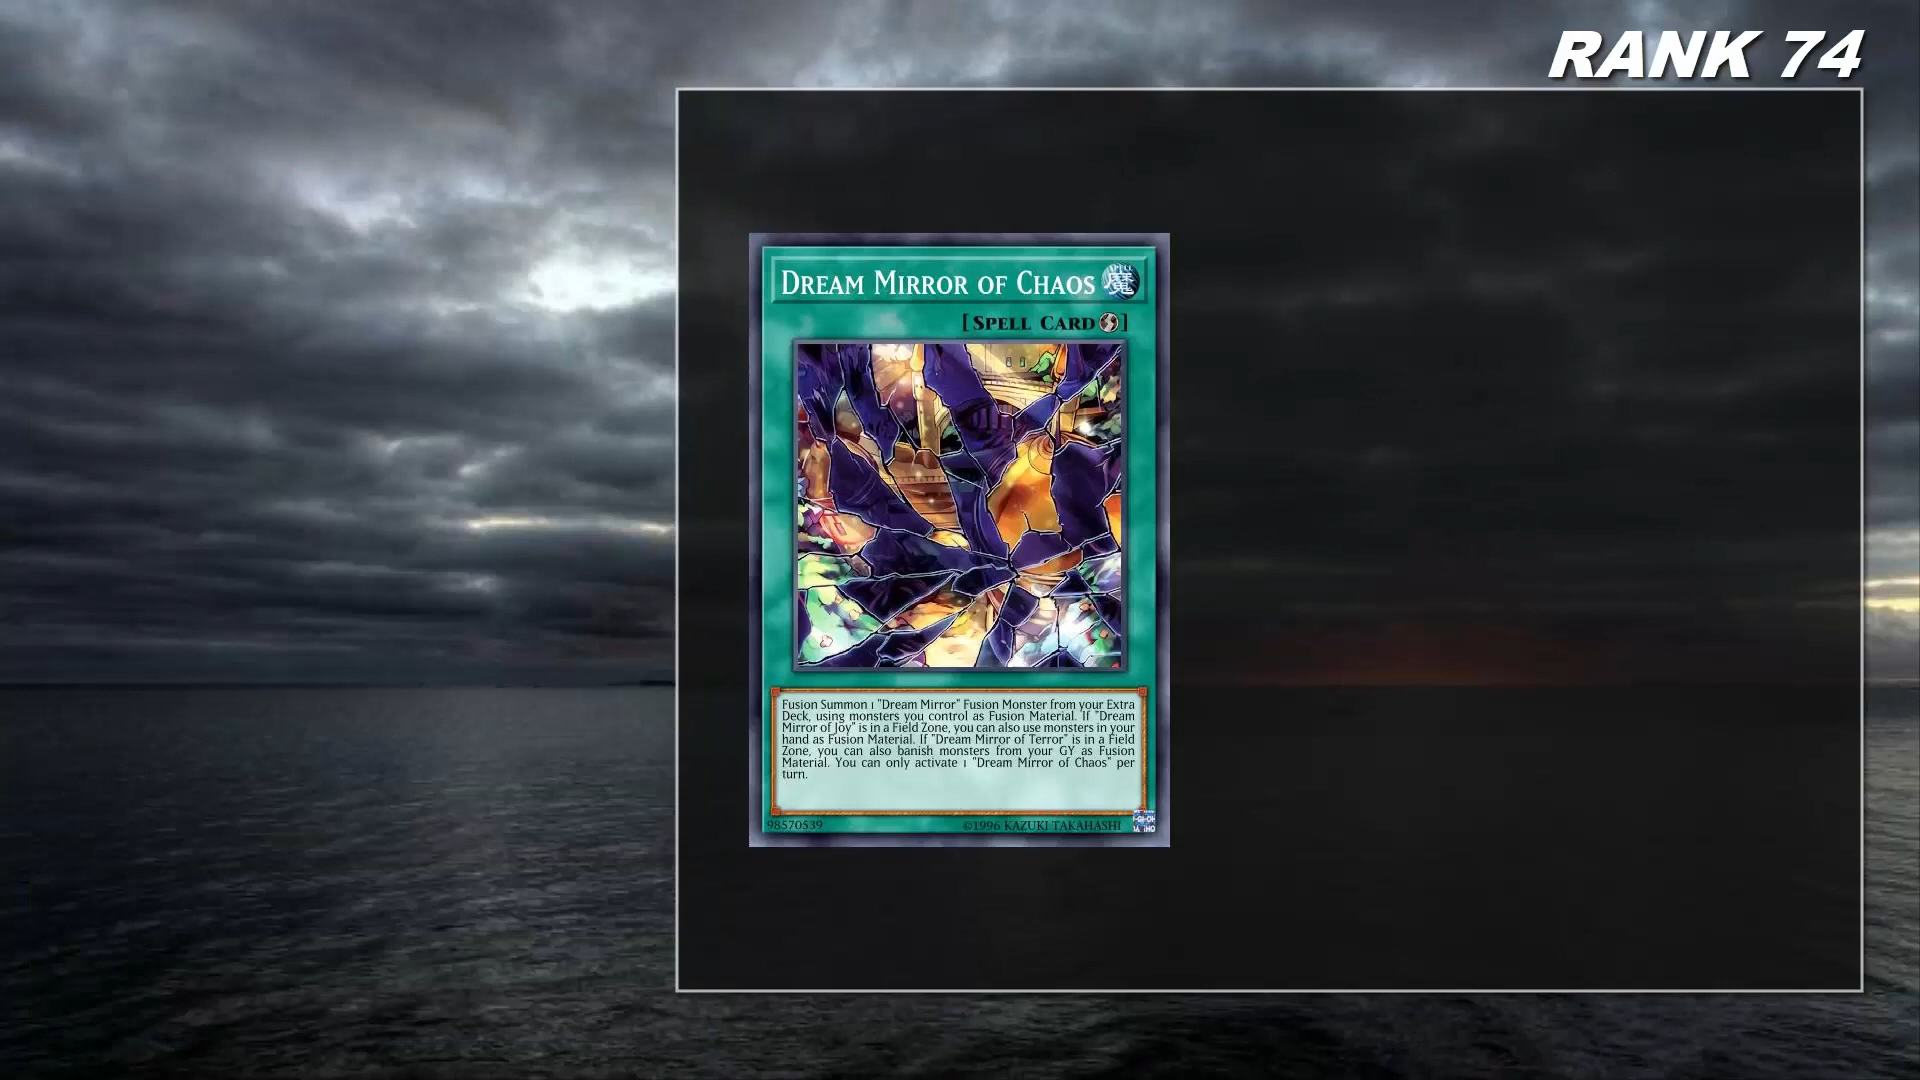 RANK 74
DREAM MIRROR OF CHAOS 魔
[SPELL CARD]
Fusion Summon 1 "Dream Mirror" Fusion Monster from your Extra
Deck, using monsters you control as Fusion Material. If "Dream
Mirror of Joy" is in a Field Zone, you can also use monsters in your
hand as Fusion Material. If "Dream Mirror of Terror" is in a Field
Zone, you can also banish monsters from your GY as Fusion
Material. You can only activate 1 "Dream Mirror of Chaos" per
turn.
98570539 ©1996 KAZUKI TAKAHASHI